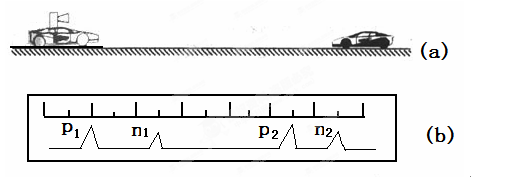 (a)
p₁ n₁ p₂ n₂
(b)